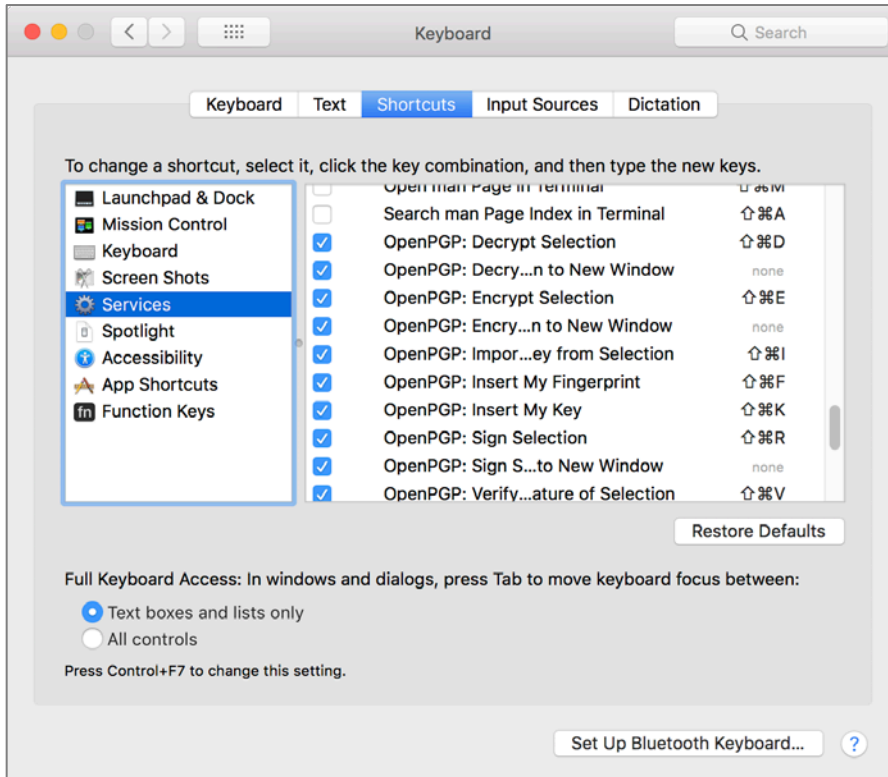 Keyboard
Search
Keyboard Text Shortcuts Input Sources Dictation
To change a shortcut, select it, click the key combination, and then type the new keys.
Launchpad & Dock
Mission Control
Keyboard
Screen Shots
Services
Spotlight
Accessibility
App Shortcuts
fn Function Keys
Open man Page in Terminal ⇧⌘M
Search man Page Index in Terminal ⇧⌘A
OpenPGP: Decrypt Selection ⇧⌘D
OpenPGP: Decry...n to New Window none
OpenPGP: Encrypt Selection ⇧⌘E
OpenPGP: Encry...n to New Window none
OpenPGP: Impor...ey from Selection ⇧⌘I
OpenPGP: Insert My Fingerprint ⇧⌘F
OpenPGP: Insert My Key ⇧⌘K
OpenPGP: Sign Selection ⇧⌘R
OpenPGP: Sign S...to New Window none
OpenPGP: Verify...ature of Selection ⇧⌘V
Restore Defaults
Full Keyboard Access: In windows and dialogs, press Tab to move keyboard focus between:
Text boxes and lists only
All controls
Press Control+F7 to change this setting.
Set Up Bluetooth Keyboard... ?